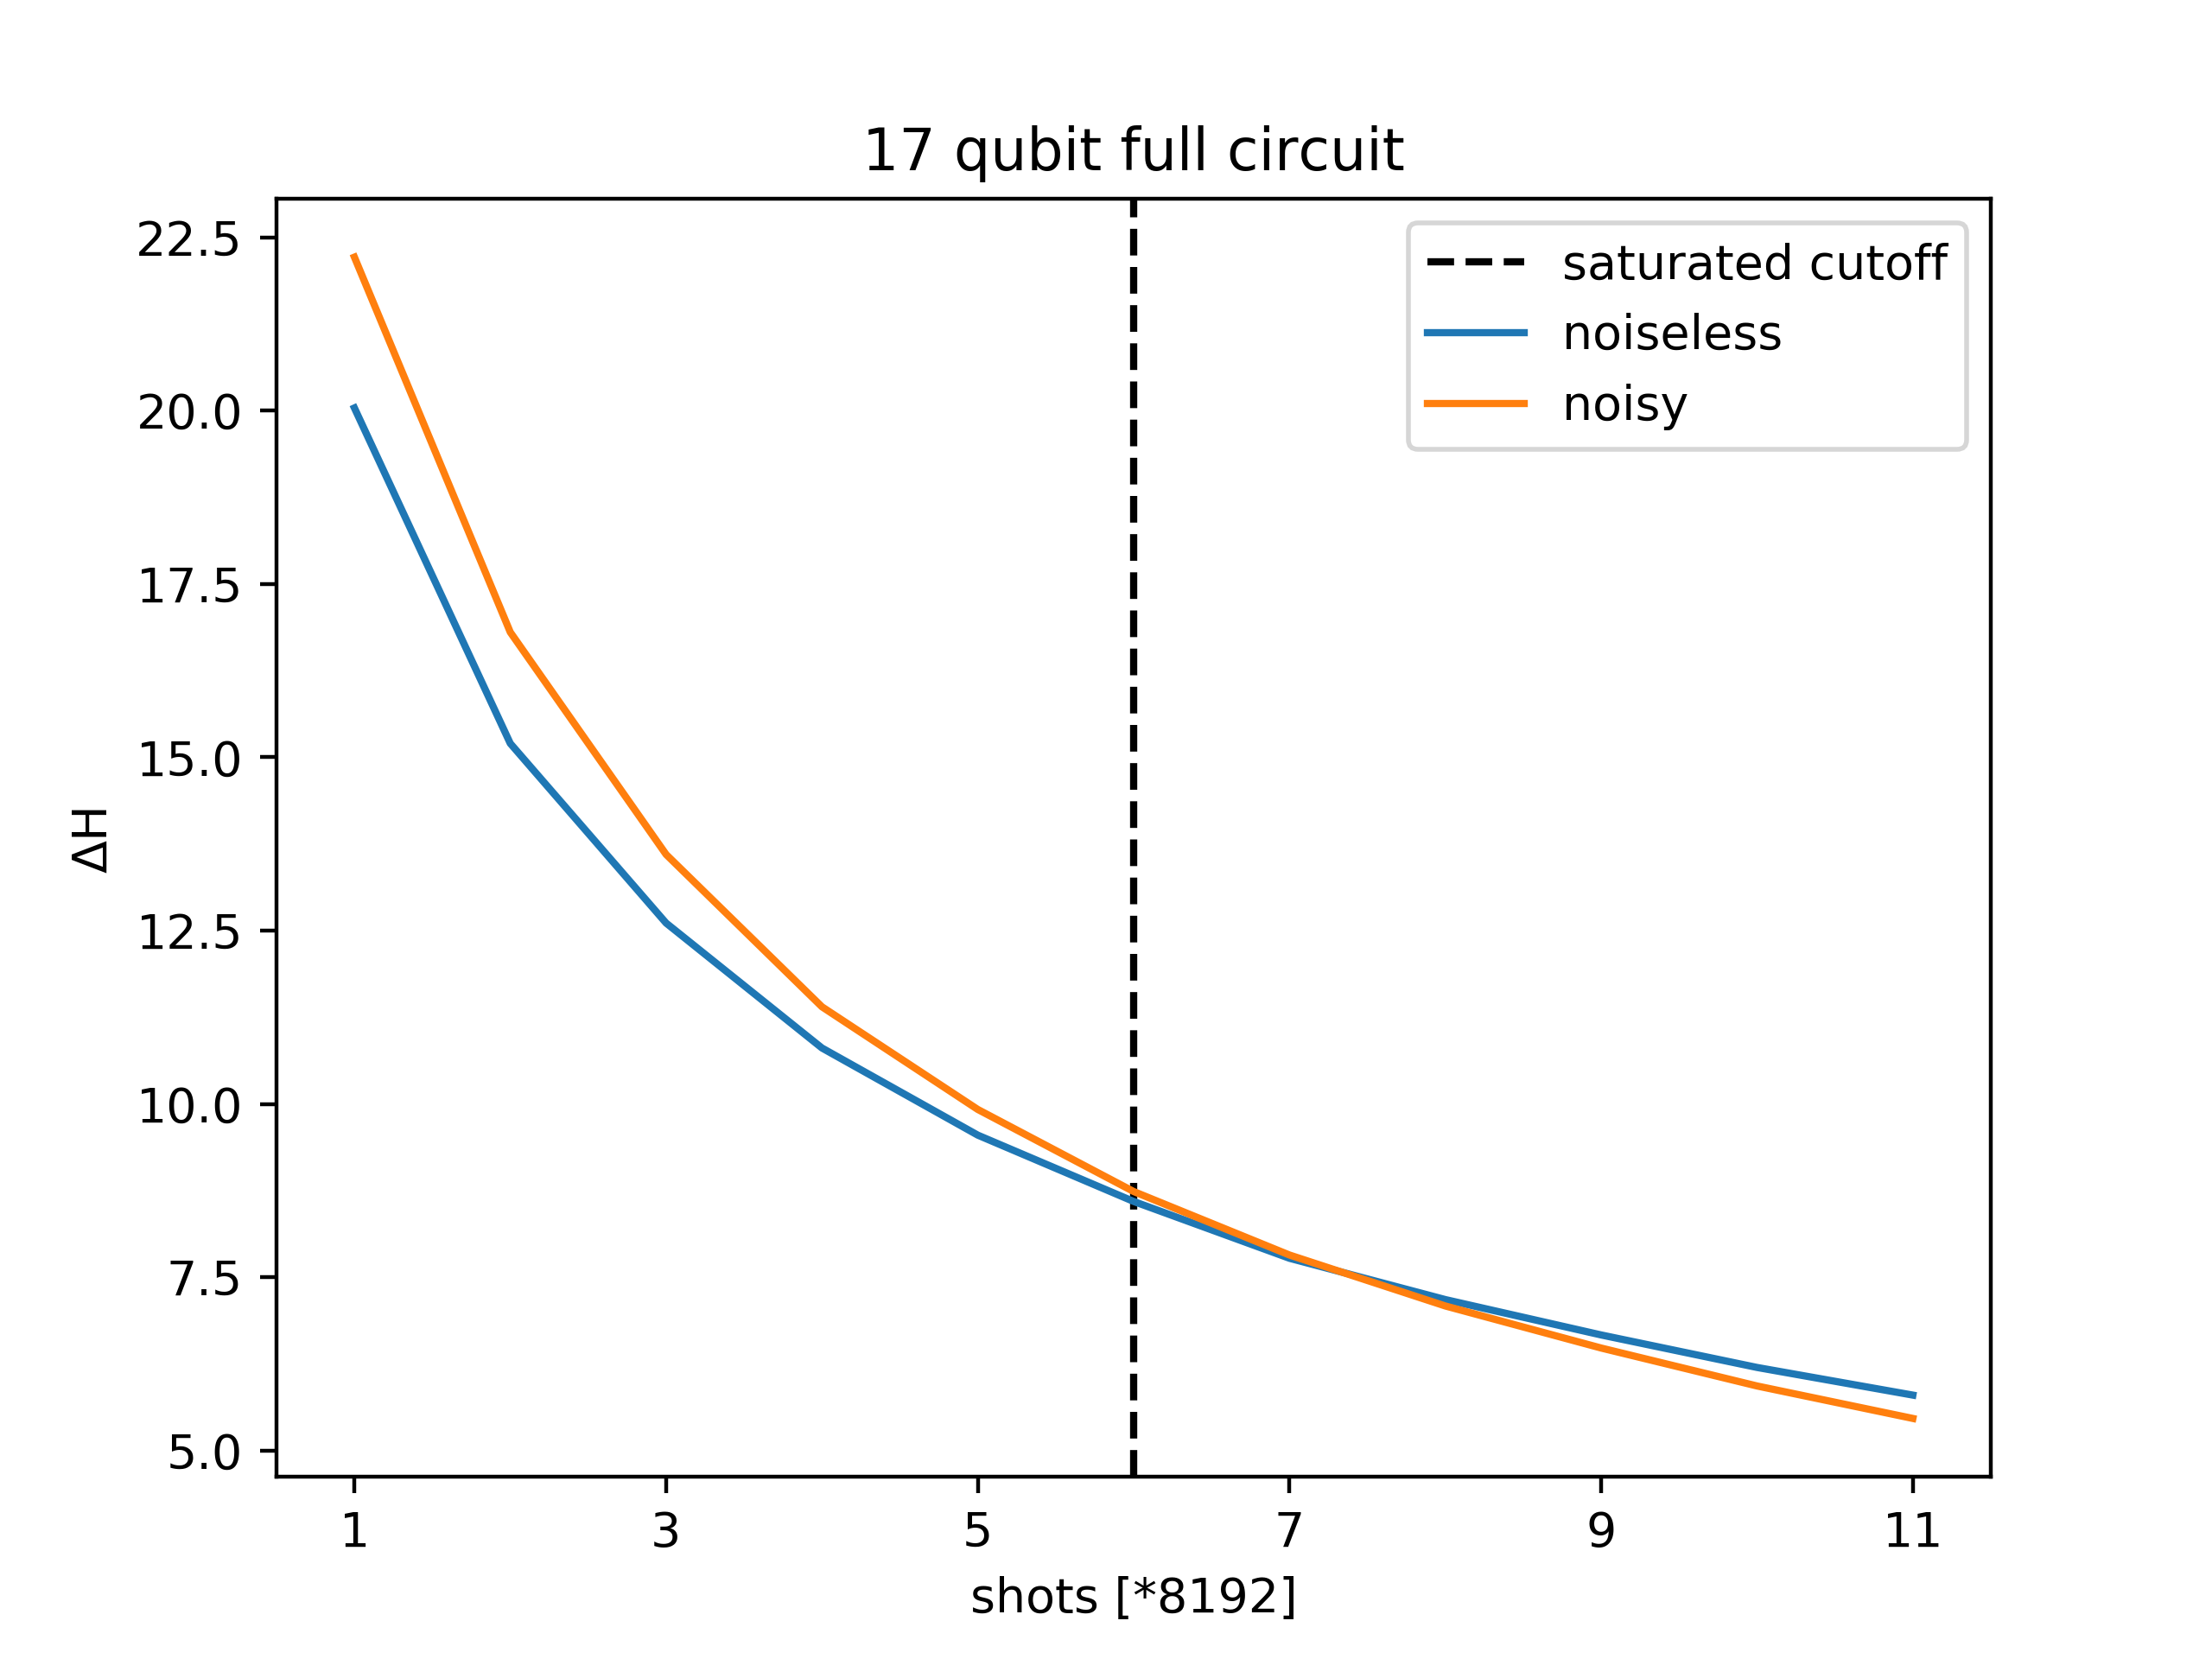 17 qubit full circuit
22.5
20.0
17.5
15.0
12.5
10.0
7.5
5.0
ΔH
saturated cutoff
noiseless
noisy
1 3 5 7 9 11
shots [*8192]